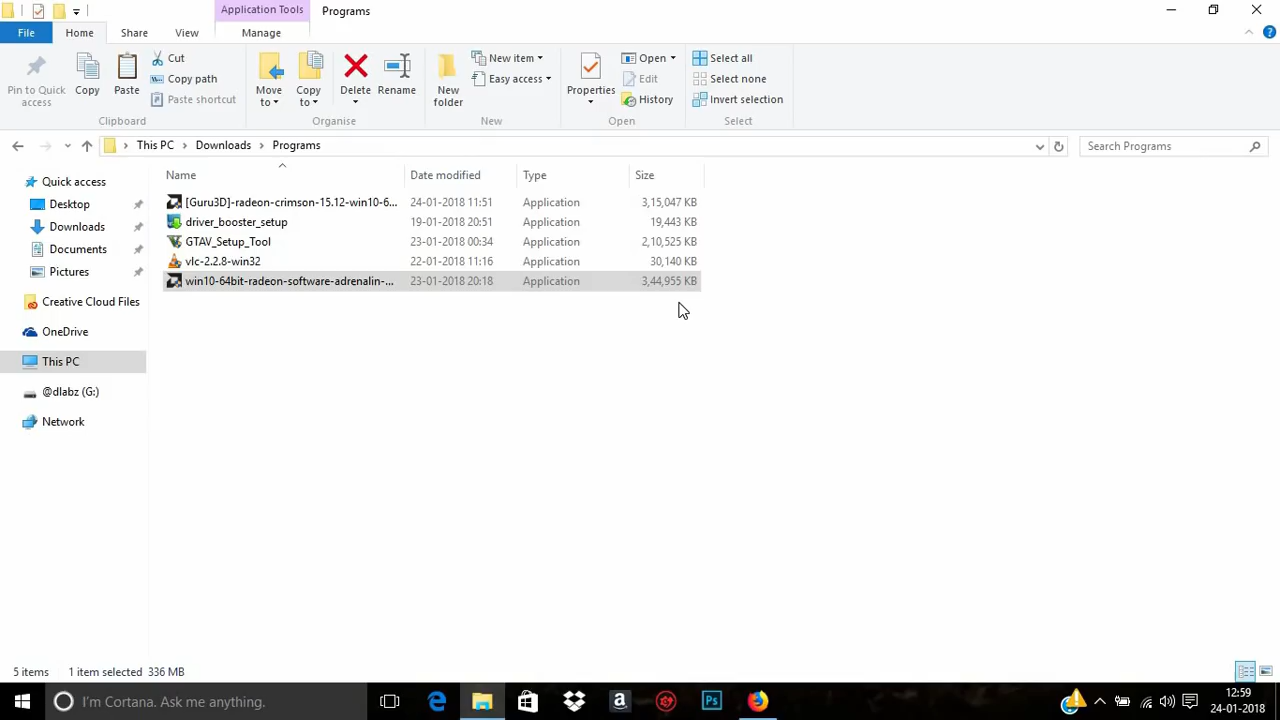 Application Tools
Programs
File
Home
Share
View
Manage
Pin to Quick access
Copy
Paste
Cut
Copy path
Paste shortcut
Clipboard
Move to
Copy to
Delete
Rename
Organise
New folder
New item
Easy access
New
Properties
Open
Edit
History
Open
Select all
Select none
Invert selection
Select
This PC > Downloads > Programs
Search Programs
Quick access
Desktop
Downloads
Documents
Pictures
Creative Cloud Files
OneDrive
This PC
@dlabz (G:)
Network
Name Date modified Type Size
[Guru3D]-radeon-crimson-15.12-win10-6... 24-01-2018 11:51 Application 3,15,047 KB
driver_booster_setup 19-01-2018 20:51 Application 19,443 KB
GTAV_Setup_Tool 23-01-2018 00:34 Application 2,10,525 KB
vlc-2.2.8-win32 22-01-2018 11:16 Application 30,140 KB
win10-64bit-radeon-software-adrenalin-... 23-01-2018 20:18 Application 3,44,955 KB
5 items 1 item selected 336 MB
I'm Cortana. Ask me anything.
12:59
24-01-2018